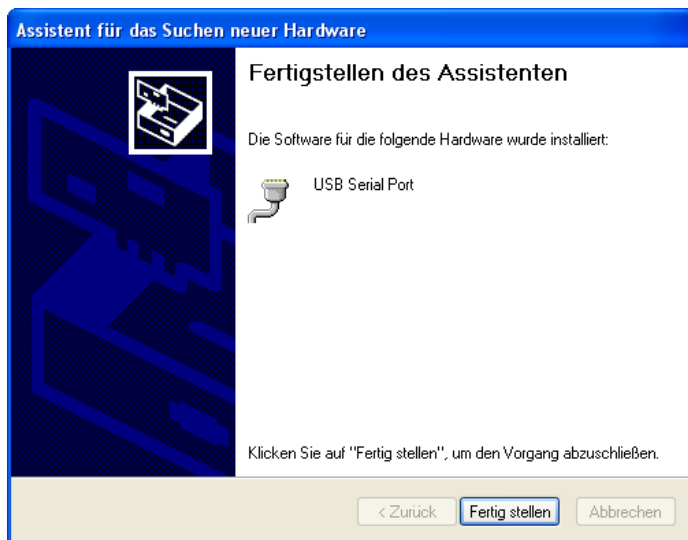 Assistent für das Suchen neuer Hardware
Fertigstellen des Assistenten
Die Software für die folgende Hardware wurde installiert:
USB Serial Port
Klicken Sie auf "Fertig stellen", um den Vorgang abzuschließen.
< Zurück Fertig stellen Abbrechen